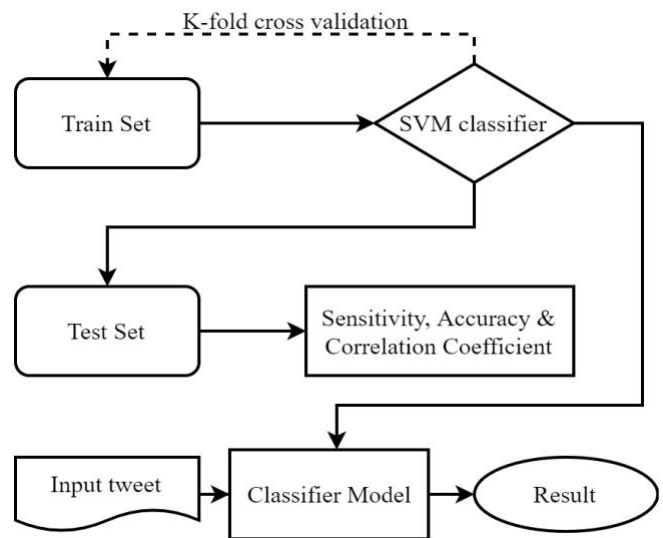 K-fold cross validation
Train Set
SVM classifier
Test Set
Sensitivity, Accuracy &
Correlation Coefficient
Input tweet
Classifier Model
Result